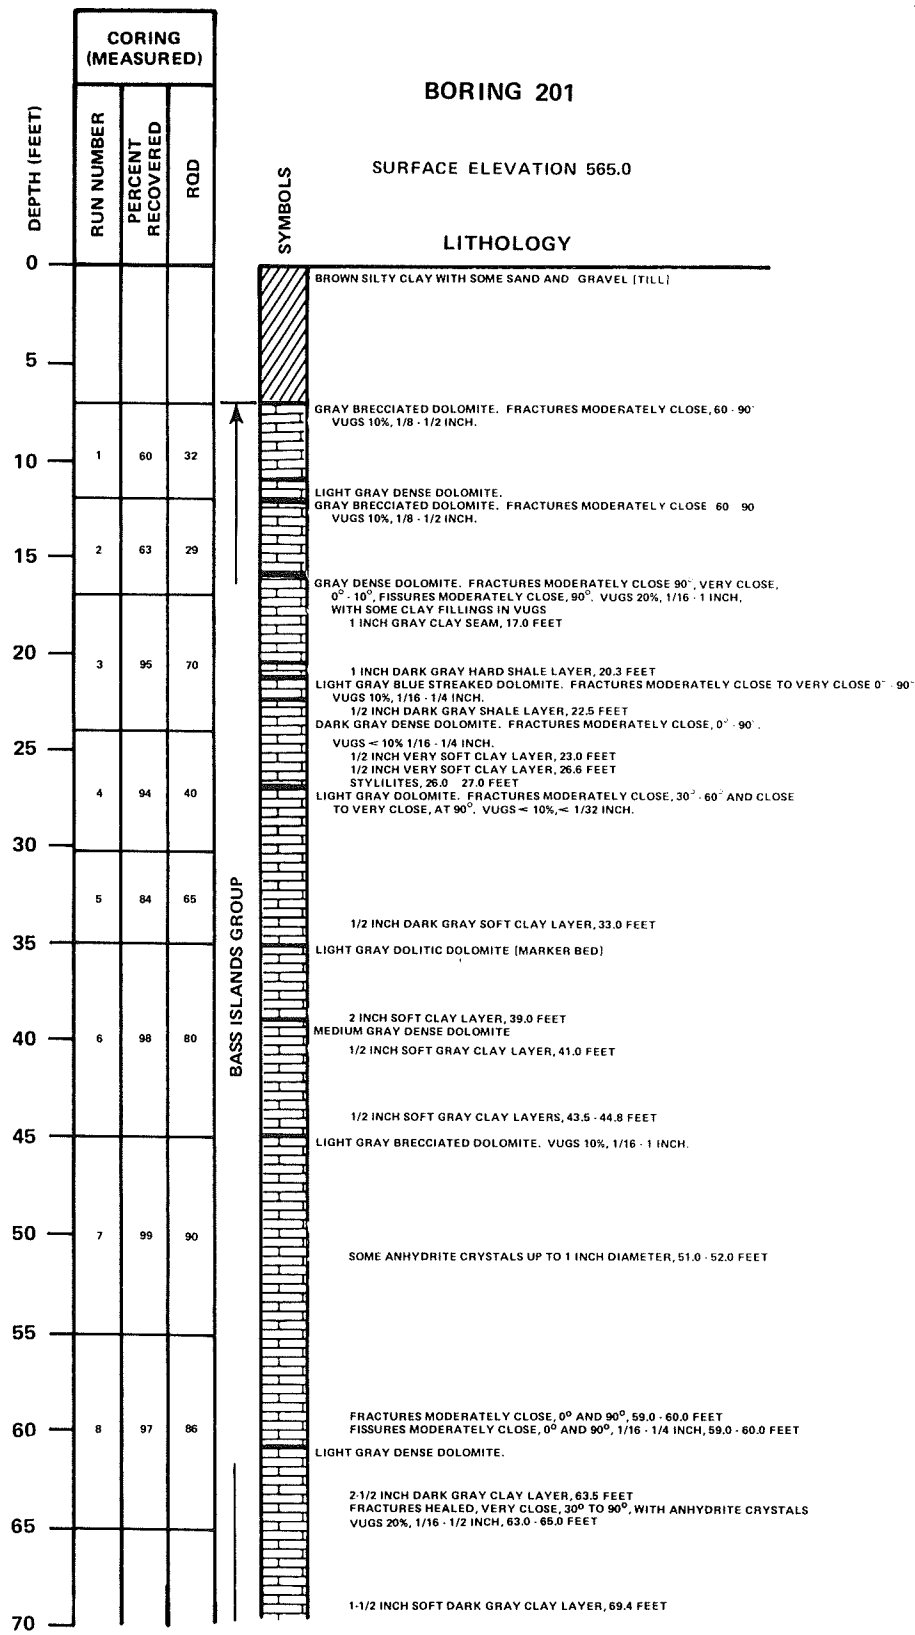 CORING
(MEASURED)
BORING 201
SURFACE ELEVATION 565.0
DEPTH (FEET)
RUN NUMBER
PERCENT
RECOVERED
RQD
SYMBOLS
LITHOLOGY
0
BROWN SILTY CLAY WITH SOME SAND AND GRAVEL [TILL]
5
GRAY BRECCIATED DOLOMITE. FRACTURES MODERATELY CLOSE, 60 - 90°
VUGS 10%, 1/8 - 1/2 INCH.
10
1 60 32
LIGHT GRAY DENSE DOLOMITE.
GRAY BRECCIATED DOLOMITE. FRACTURES MODERATELY CLOSE 60 90
VUGS 10%, 1/8 - 1/2 INCH.
15
2 63 29
GRAY DENSE DOLOMITE. FRACTURES MODERATELY CLOSE 90°, VERY CLOSE,
0° - 10°, FISSURES MODERATELY CLOSE, 90°. VUGS 20%, 1/16 - 1 INCH,
WITH SOME CLAY FILLINGS IN VUGS
1 INCH GRAY CLAY SEAM, 17.0 FEET
20
3 95 70
1 INCH DARK GRAY HARD SHALE LAYER, 20.3 FEET
LIGHT GRAY BLUE STREAKED DOLOMITE. FRACTURES MODERATELY CLOSE TO VERY CLOSE 0° - 90°
VUGS 10%, 1/16 - 1/4 INCH.
1/2 INCH DARK GRAY SHALE LAYER, 22.5 FEET
DARK GRAY DENSE DOLOMITE. FRACTURES MODERATELY CLOSE, 0° - 90°.
25
VUGS < 10% 1/16 - 1/4 INCH.
1/2 INCH VERY SOFT CLAY LAYER, 23.0 FEET
1/2 INCH VERY SOFT CLAY LAYER, 26.6 FEET
STYLILITES, 26.0 27.0 FEET
4 94 40
LIGHT GRAY DOLOMITE. FRACTURES MODERATELY CLOSE, 30° - 60° AND CLOSE
TO VERY CLOSE, AT 90°. VUGS < 10%, < 1/32 INCH.
30
5 84 65
1/2 INCH DARK GRAY SOFT CLAY LAYER, 33.0 FEET
35
LIGHT GRAY DOLITIC DOLOMITE [MARKER BED]
BASS ISLANDS GROUP
2 INCH SOFT CLAY LAYER, 39.0 FEET
MEDIUM GRAY DENSE DOLOMITE
40
6 98 80
1/2 INCH SOFT GRAY CLAY LAYER, 41.0 FEET
1/2 INCH SOFT GRAY CLAY LAYERS, 43.5 - 44.8 FEET
45
LIGHT GRAY BRECCIATED DOLOMITE. VUGS 10%, 1/16 - 1 INCH.
50
7 99 90
SOME ANHYDRITE CRYSTALS UP TO 1 INCH DIAMETER, 51.0 - 52.0 FEET
55
FRACTURES MODERATELY CLOSE, 0° AND 90°, 59.0 - 60.0 FEET
60
8 97 86
FISSURES MODERATELY CLOSE, 0° AND 90°, 1/16 - 1/4 INCH, 59.0 - 60.0 FEET
LIGHT GRAY DENSE DOLOMITE.
2-1/2 INCH DARK GRAY CLAY LAYER, 63.5 FEET
FRACTURES HEALED, VERY CLOSE, 30° TO 90°, WITH ANHYDRITE CRYSTALS
VUGS 20%, 1/16 - 1/2 INCH, 63.0 - 65.0 FEET
65
1-1/2 INCH SOFT DARK GRAY CLAY LAYER, 69.4 FEET
70